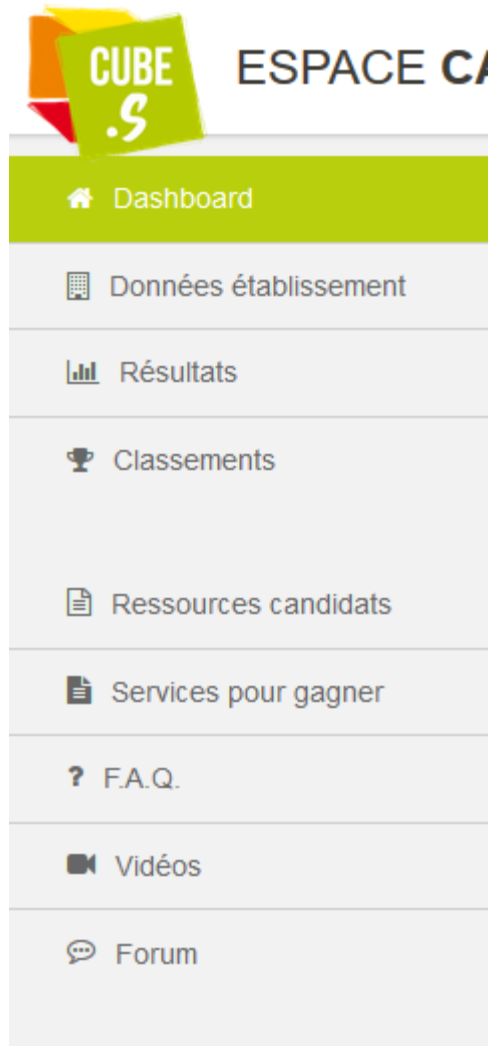 CUBE
.S
ESPACE CA
Dashboard
Données établissement
Résultats
Classements
Ressources candidats
Services pour gagner
? F.A.Q.
Vidéos
Forum